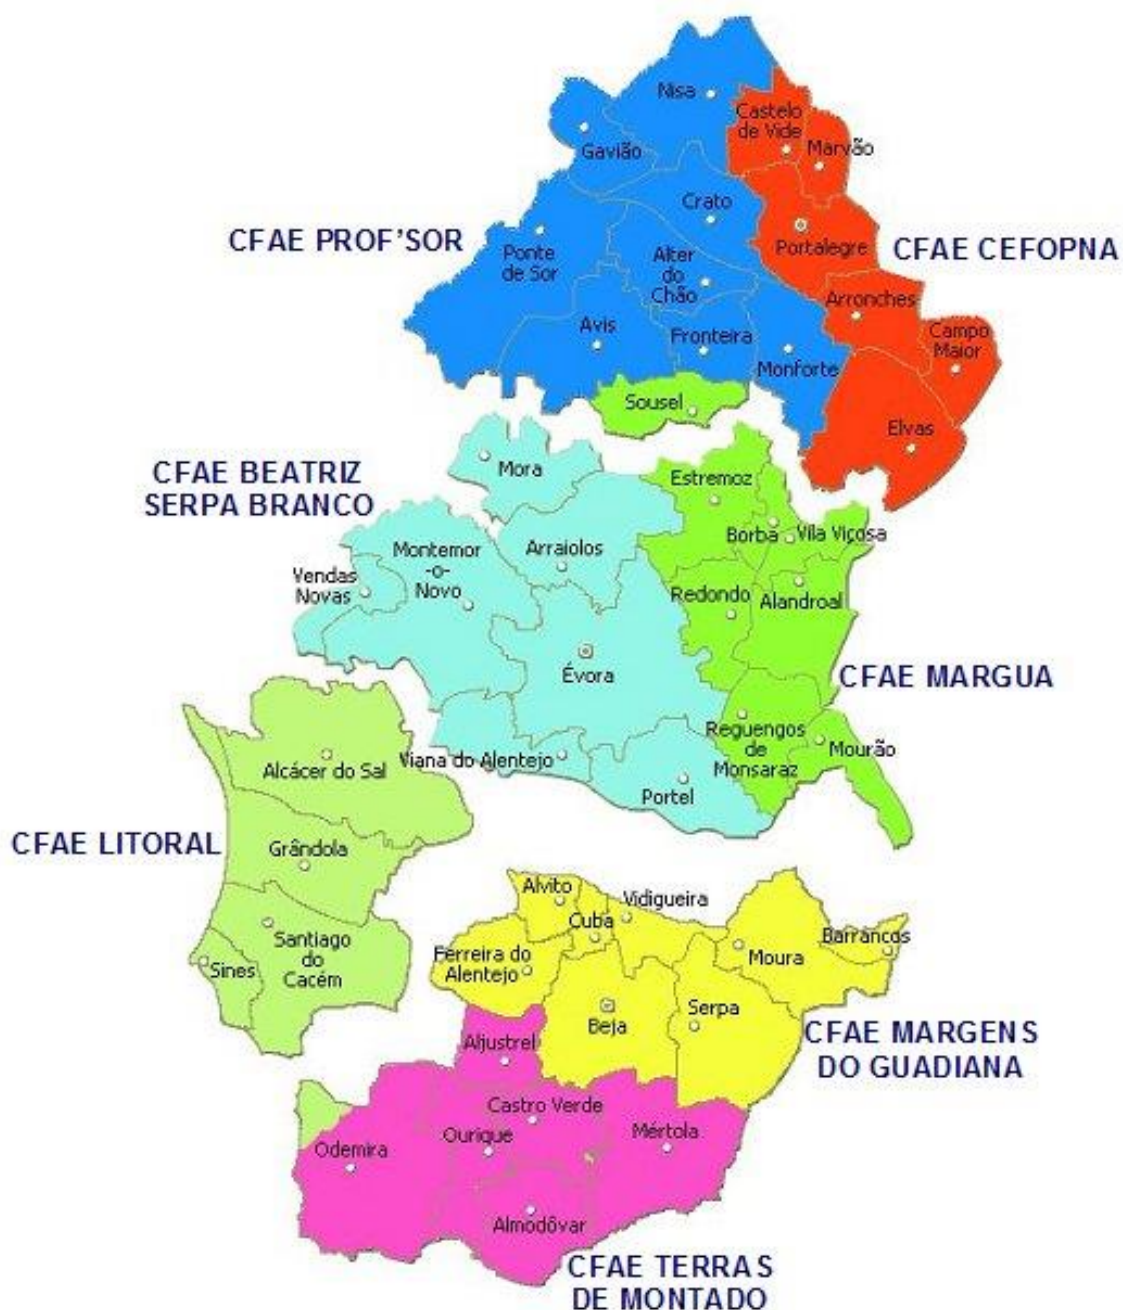 Nisa
Castelo
de Vide
Gavião
Marvão
Crato
CFAE PROF'SOR
Portalegre
CFAE CEFOPNA
Ponte
de Sor
Alter
do
Chão
Arronches
Avis
Fronteira
Campo
Maior
Monforte
Sousel
Elvas
CFAE BEATRIZ
SERPA BRANCO
Mora
Estremoz
Borba
Vila Viçosa
Arraiolos
Montemor
-o-
Novo
Vendas
Novas
Redondo
Alandroal
Évora
CFAE MARGUA
Reguengos
de
Monsaraz
Mourão
Viana do Alentejo
Portel
Alcácer do Sal
CFAE LITORAL
Grândola
Alvito
Vidigueira
Cuba
Santiago
do
Cacém
Sines
Ferreira do
Alentejo
Moura
Barrancos
Beja
Serpa
CFAE MARGENS
DO GUADIANA
Aljustrel
Castro Verde
Ourique
Mértola
Odemira
Almodôvar
CFAE TERRAS
DE MONTADO